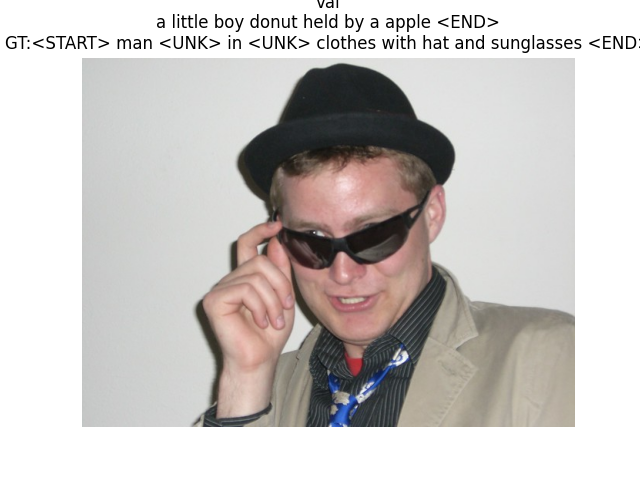 val
a little boy donut held by a apple <END>
GT:<START> man <UNK> in <UNK> clothes with hat and sunglasses <END>